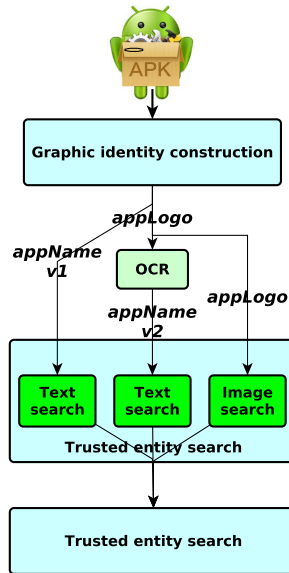 APK
Graphic identity construction
appLogo
appName
v1
OCR
appName
v2
appLogo
Text
search
Text
search
Image
search
Trusted entity search
Trusted entity search